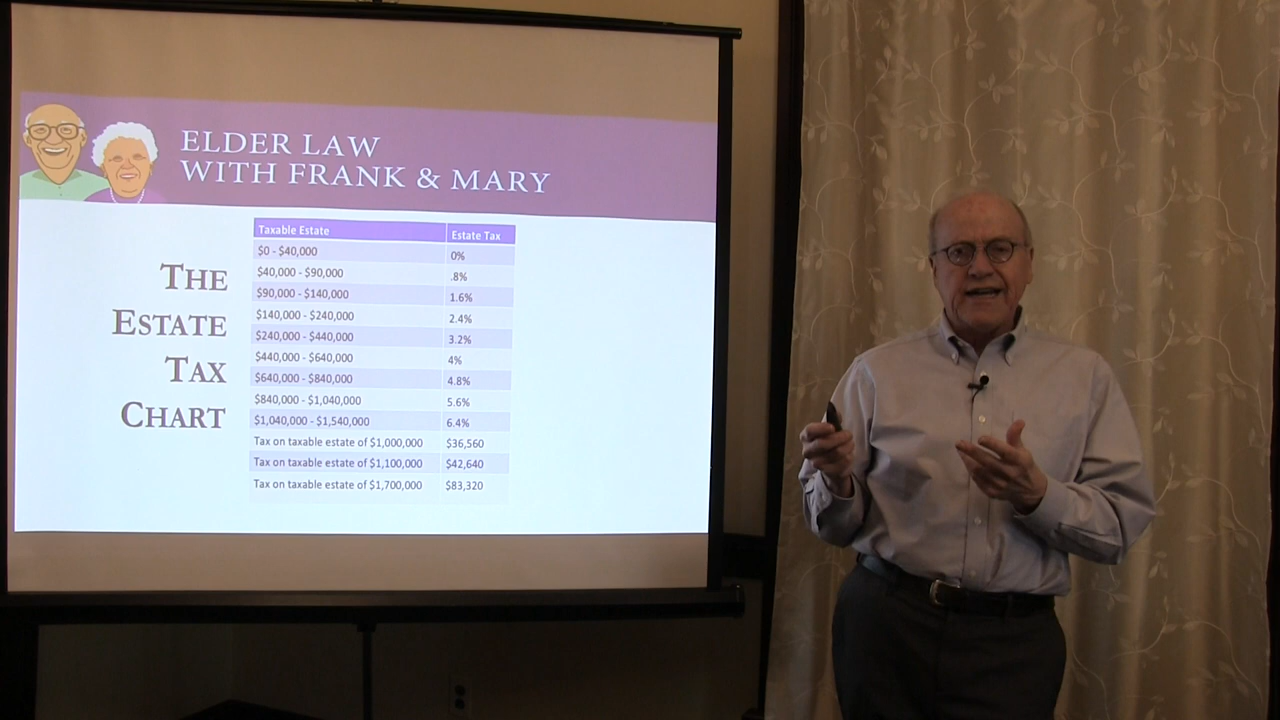 ELDER LAW
WITH FRANK & MARY
THE
ESTATE
TAX
CHART
Taxable Estate Estate Tax
$0 - $40,000 0%
$40,000 - $90,000 .8%
$90,000 - $140,000 1.6%
$140,000 - $240,000 2.4%
$240,000 - $440,000 3.2%
$440,000 - $640,000 4%
$640,000 - $840,000 4.8%
$840,000 - $1,040,000 5.6%
$1,040,000 - $1,540,000 6.4%
Tax on taxable estate of $1,000,000 $36,560
Tax on taxable estate of $1,100,000 $42,640
Tax on taxable estate of $1,700,000 $83,320